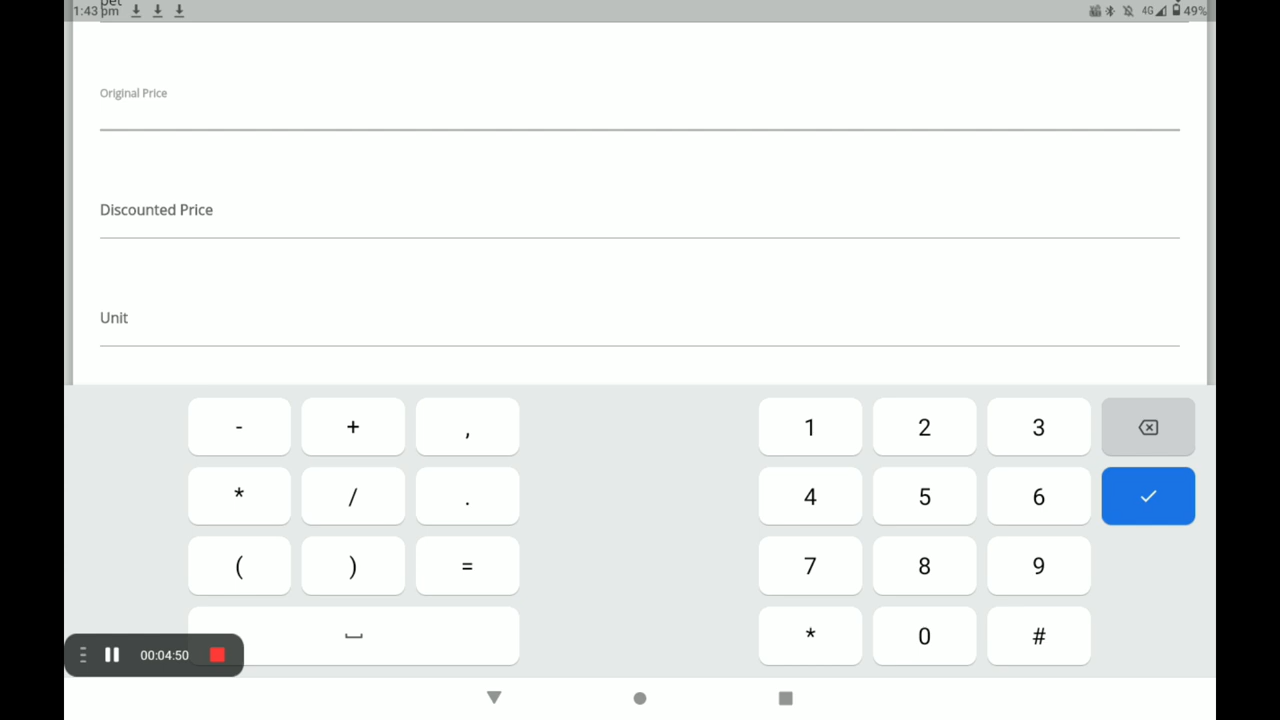 pet
1:43 pm 4G 49%
Original Price
Discounted Price
Unit
- + , 1 2 3
* / . 4 5 6
( ) = 7 8 9
* 0 #
00:04:50